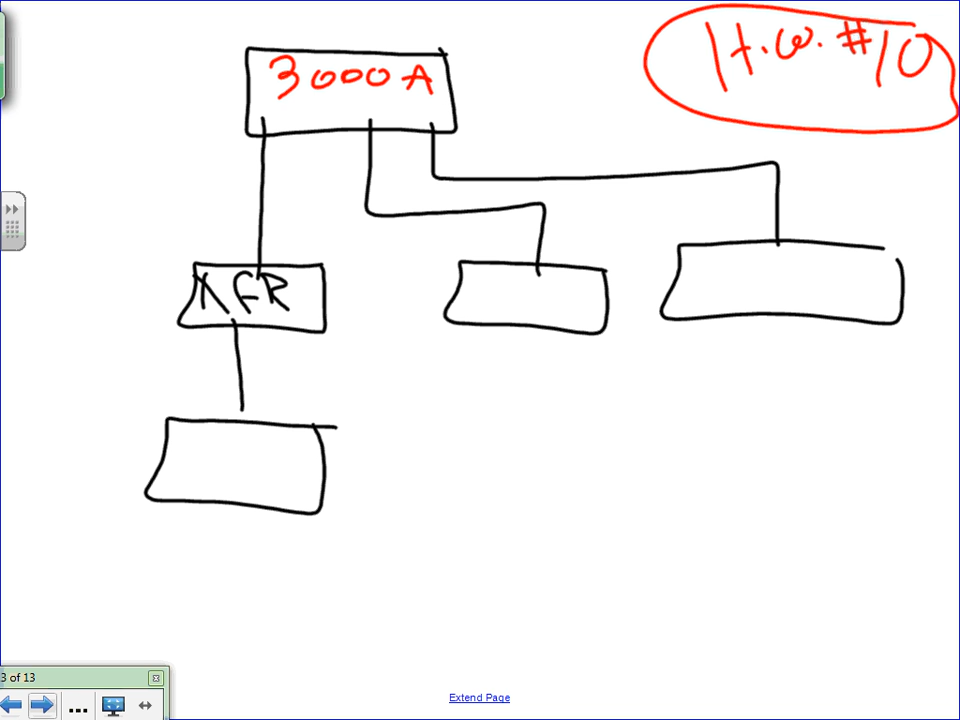 H.W. #10
3000A
XFR
3 of 13
...
Extend Page